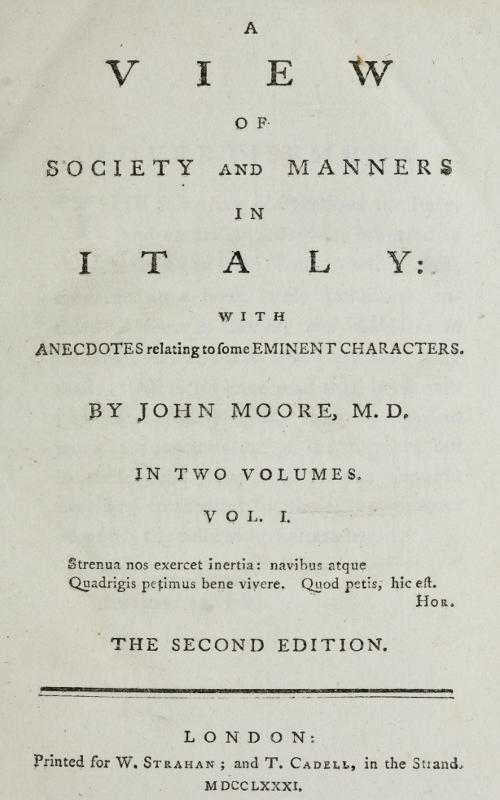 A
VIEW
OF
SOCIETY AND MANNERS
IN
ITALY:
WITH
ANECDOTES relating to ſome EMINENT CHARACTERS.
BY JOHN MOORE, M.D.
IN TWO VOLUMES.
VOL. I.
Strenua nos exercet inertia: navibus atque
Quadrigis petimus bene vivere. Quod petis, hic eſt.
HOR.
THE SECOND EDITION.
LONDON:
Printed for W. STRAHAN; and T. CADELL, in the Strand.
MDCCLXXXI.